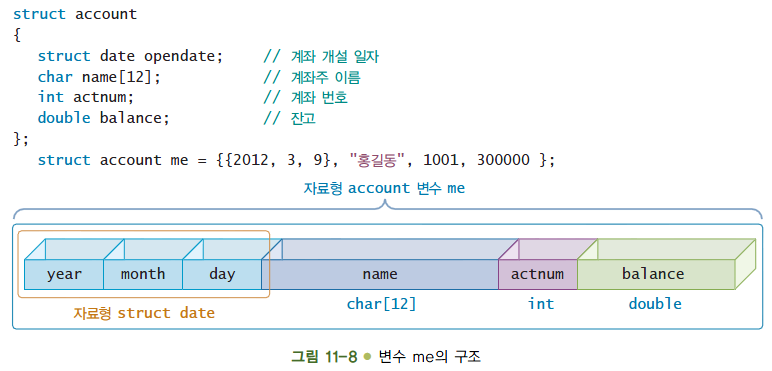 struct account
{
struct date opendate; // 계좌 개설 일자
char name[12]; // 계좌주 이름
int actnum; // 계좌 번호
double balance; // 잔고
};
struct account me = {{2012, 3, 9}, "홍길동", 1001, 300000 };
자료형 account 변수 me
year month day name actnum balance
자료형 struct date char[12] int double
그림 11-8 ● 변수 me의 구조